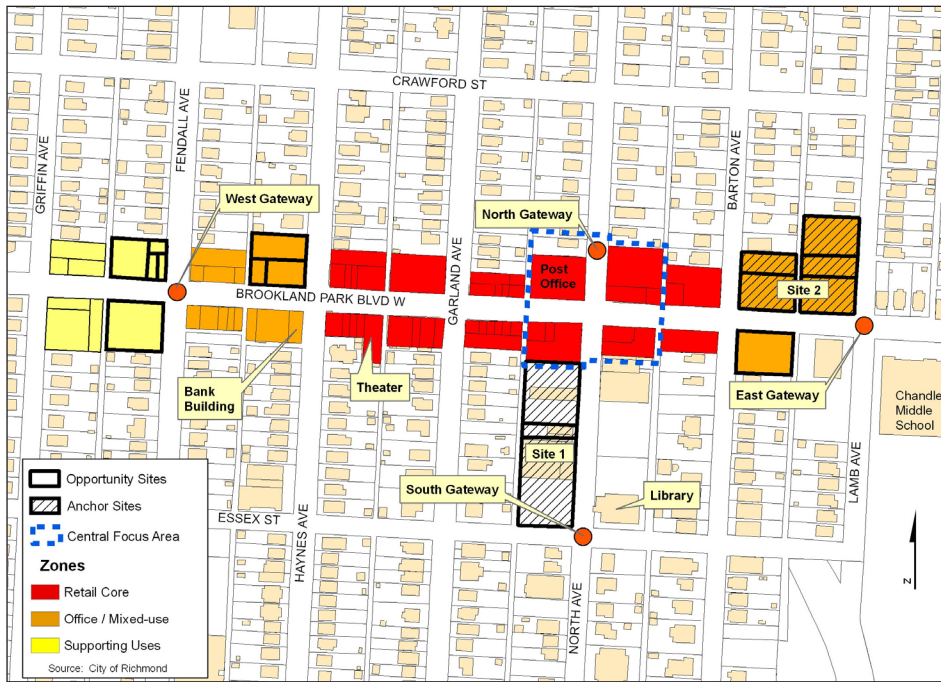 CRAWFORD ST
GRIFFIN AVE
FENDALL AVE
BARTON AVE
West Gateway
North Gateway
GARLAND AVE
Post
Office
Site 2
BROOKLAND PARK BLVD W
Bank
Building
Theater
East Gateway
Chandle
Middle
School
Site 1
South Gateway
Library
LAMB AVE
ESSEX ST
HAYNES AVE
NORTH AVE
Opportunity Sites
Anchor Sites
Central Focus Area
Zones
Retail Core
Office / Mixed-use
Supporting Uses
Source: City of Richmond
N